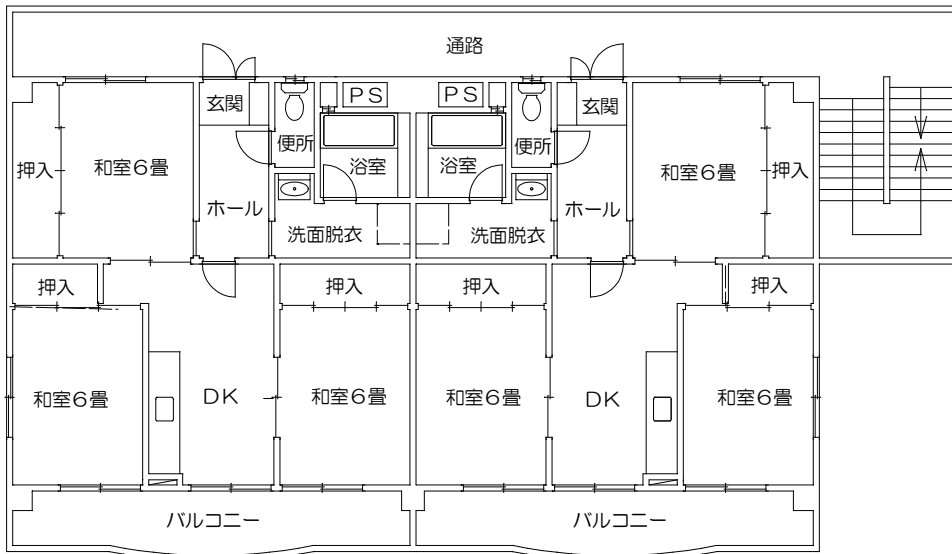 通路
玄関
PS
PS
玄関
便所
便所
押入
和室6畳
浴室
浴室
和室6畳
押入
ホール
ホール
洗面脱衣
洗面脱衣
押入
押入
押入
押入
和室6畳
DK
和室6畳
和室6畳
DK
和室6畳
バルコニー
バルコニー